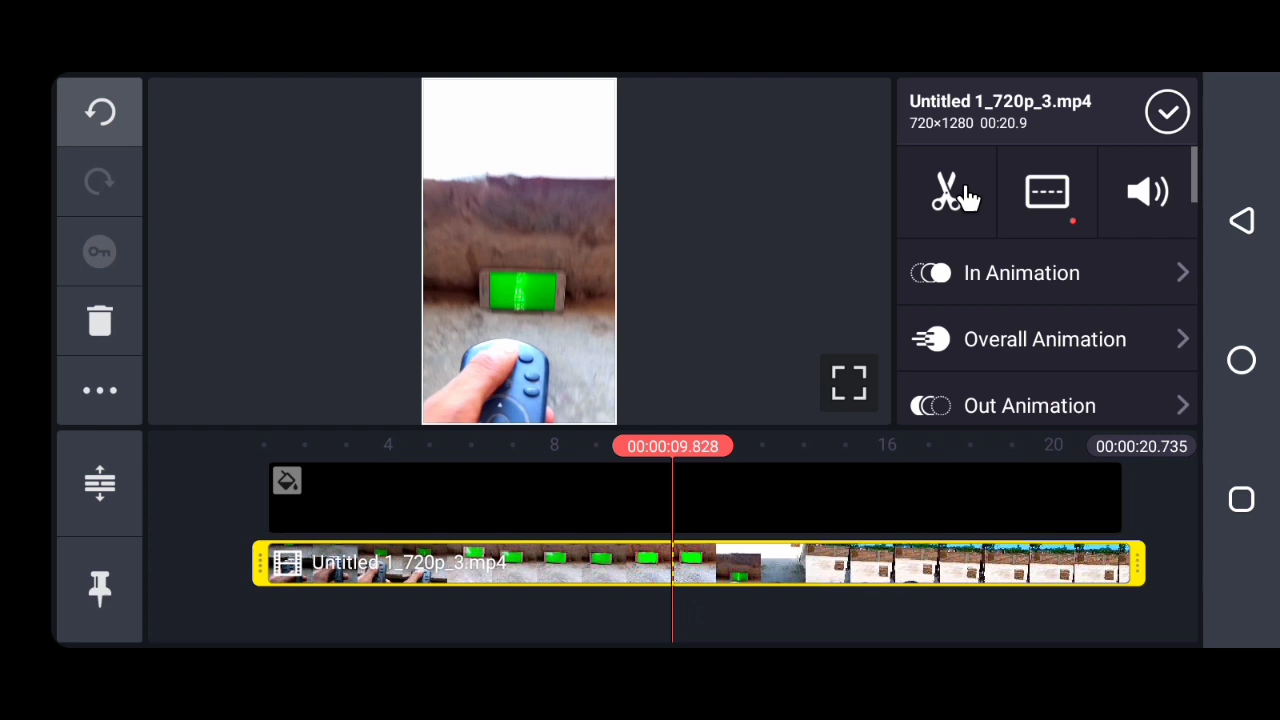 Untitled 1_720p_3.mp4
720×1280 00:20.9
In Animation
Overall Animation
Out Animation
4
8
00:00:09.828
16
20
00:00:20.735
Untitled 1_720p_3.mp4